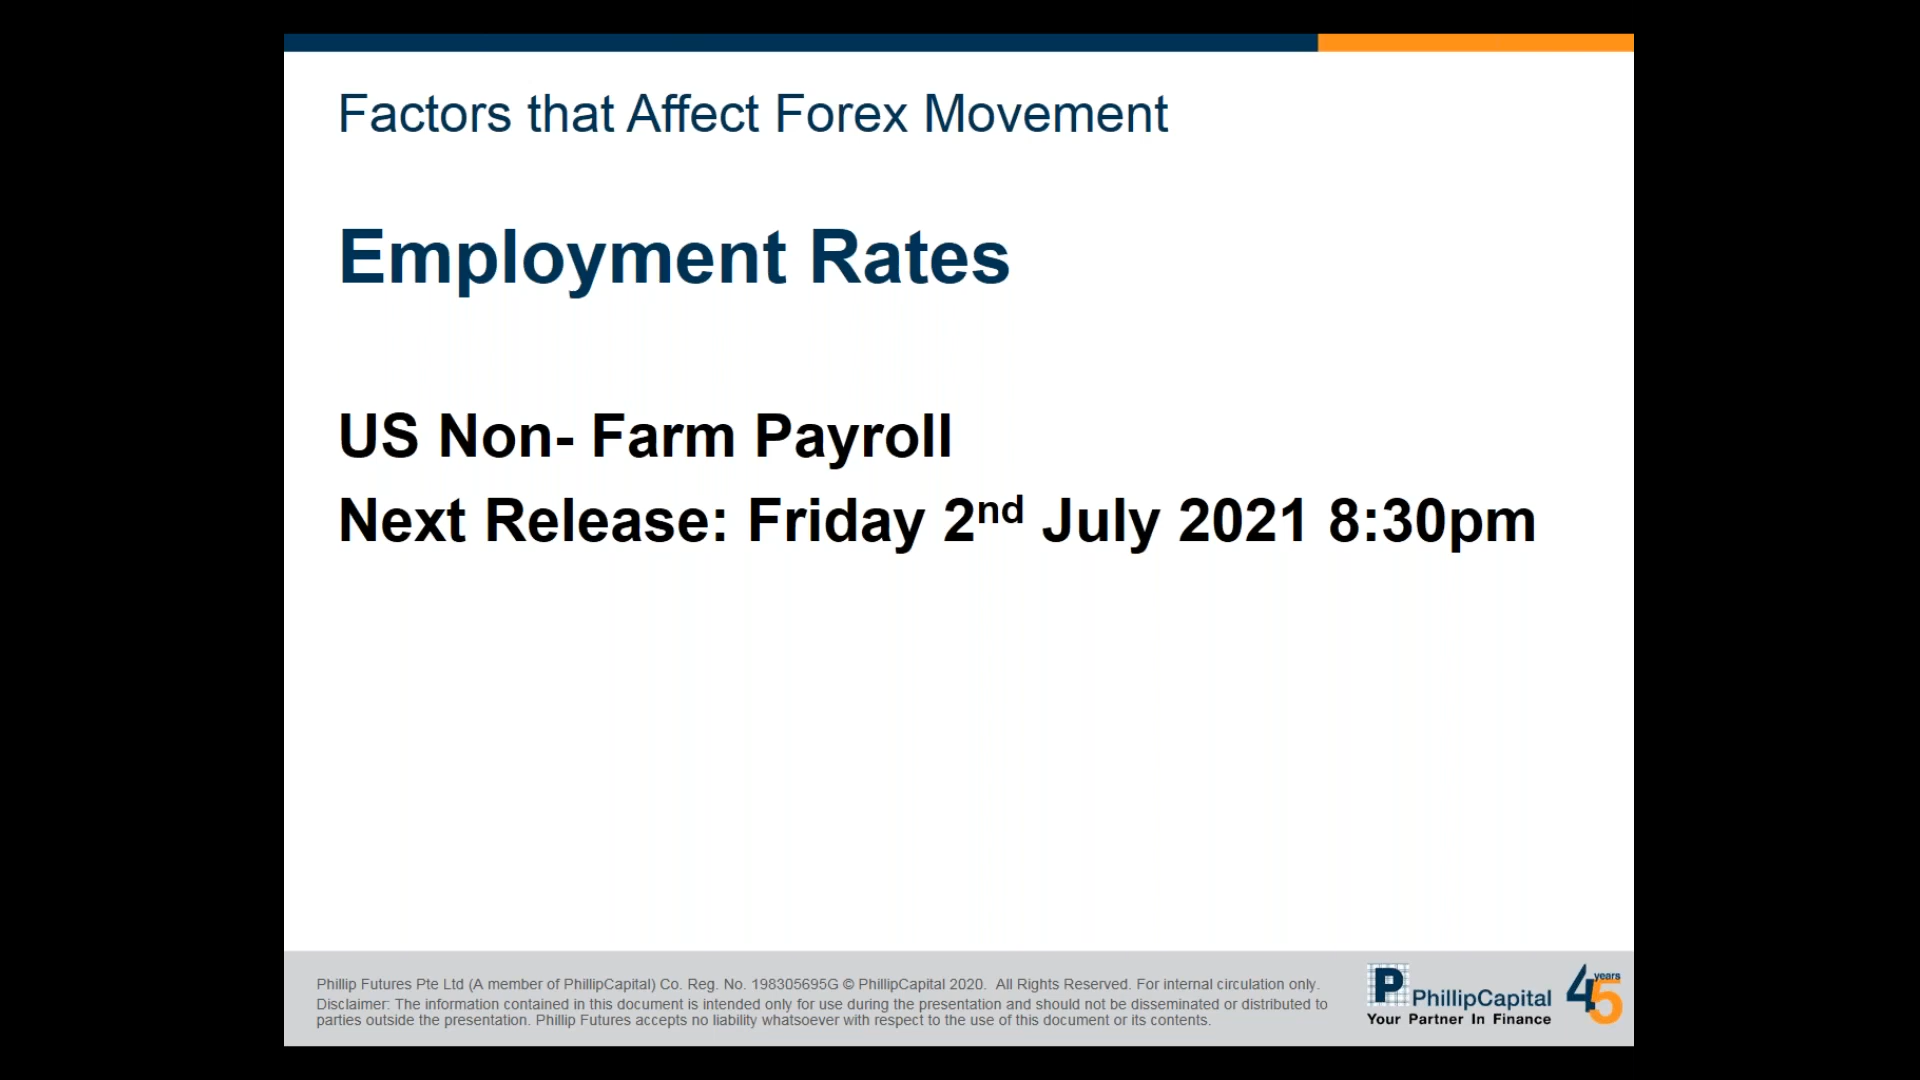 Factors that Affect Forex Movement
Employment Rates
US Non- Farm Payroll
Next Release: Friday 2nd July 2021 8:30pm
Phillip Futures Pte Ltd (A member of PhillipCapital) Co. Reg. No. 198305695G © PhillipCapital 2020. All Rights Reserved. For internal circulation only.
Disclaimer: The information contained in this document is intended only for use during the presentation and should not be disseminated or distributed to
parties outside the presentation. Phillip Futures accepts no liability whatsoever with respect to the use of this document or its contents.
P PhillipCapital
Your Partner In Finance
45 years